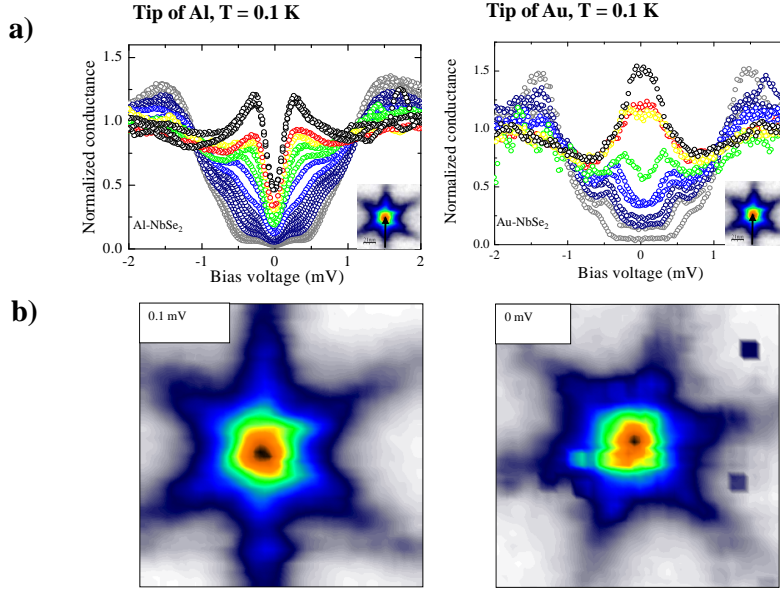 Tip of Al, T = 0.1 K
Tip of Au, T = 0.1 K
a)
Normalized conductance
1.5
1.0
0.5
0.0
Al-NbSe₂
-2 -1 0 1 2
Bias voltage (mV)
Normalized conductance
1.5
1.0
0.5
0.0
Au-NbSe₂
-1 0 1
Bias voltage (mV)
b)
0.1 mV
0 mV